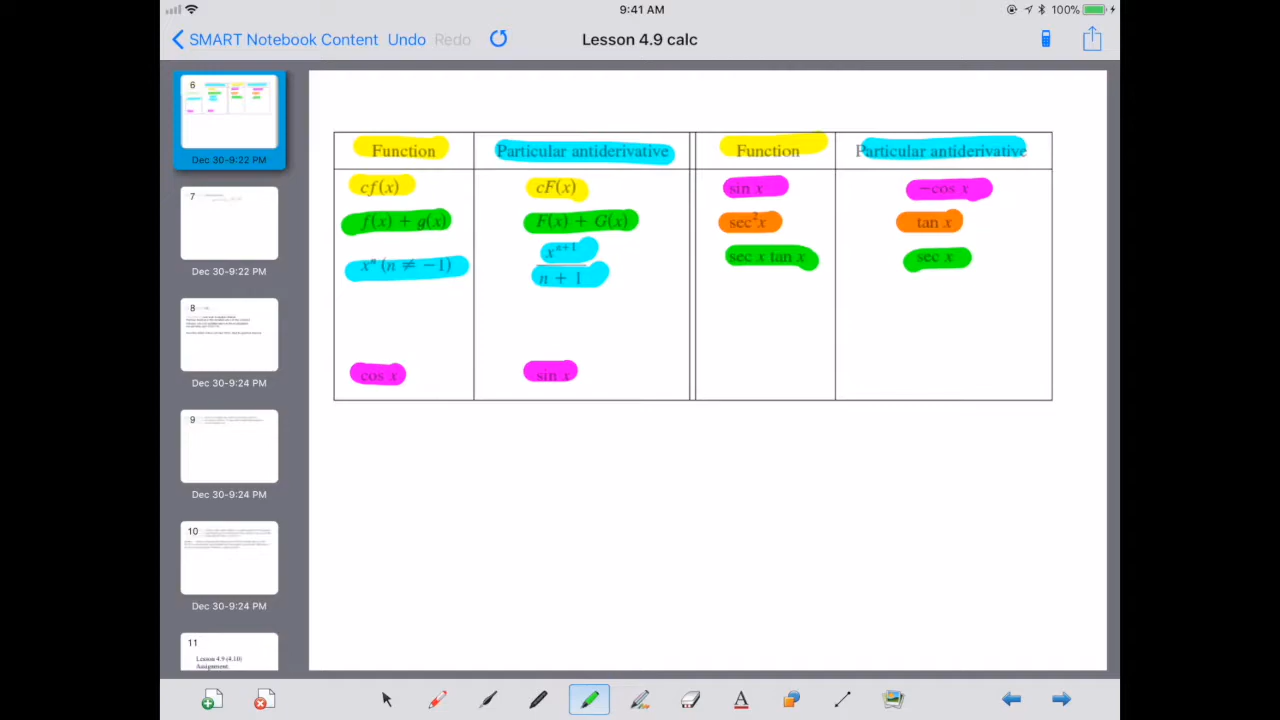 9:41 AM
100%
SMART Notebook Content Undo Redo
Lesson 4.9 calc
6
Dec 30-9:22 PM
7
Dec 30-9:22 PM
8
Dec 30-9:24 PM
9
Dec 30-9:24 PM
10
Dec 30-9:24 PM
11
Lesson 4.9 (4.10)
Assignment:
Function Particular antiderivative Function Particular antiderivative
cf(x) cF(x) sin x −cos x
f(x) + g(x) F(x) + G(x) sec²x tan x
xⁿ (n ≠ −1) xⁿ⁺¹ sec x tan x sec x
n + 1
cos x sin x
A